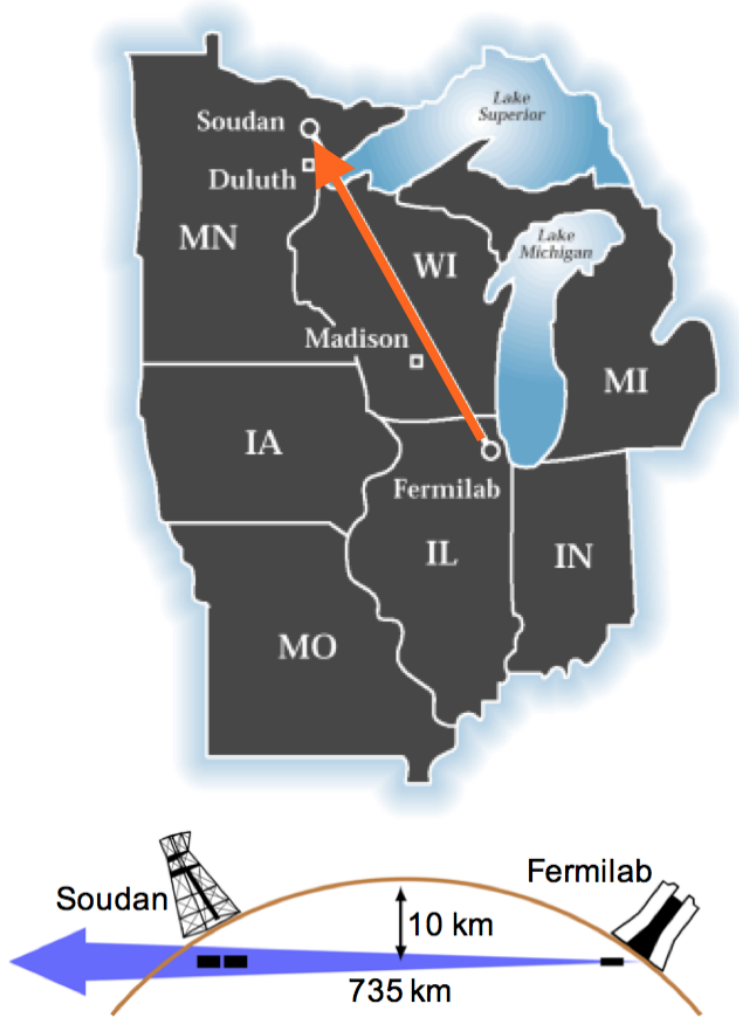 Lake
Superior
Soudan
Duluth
MN
Lake
Michigan
WI
Madison
MI
IA
Fermilab
IL
IN
MO
Fermilab
Soudan
10 km
735 km